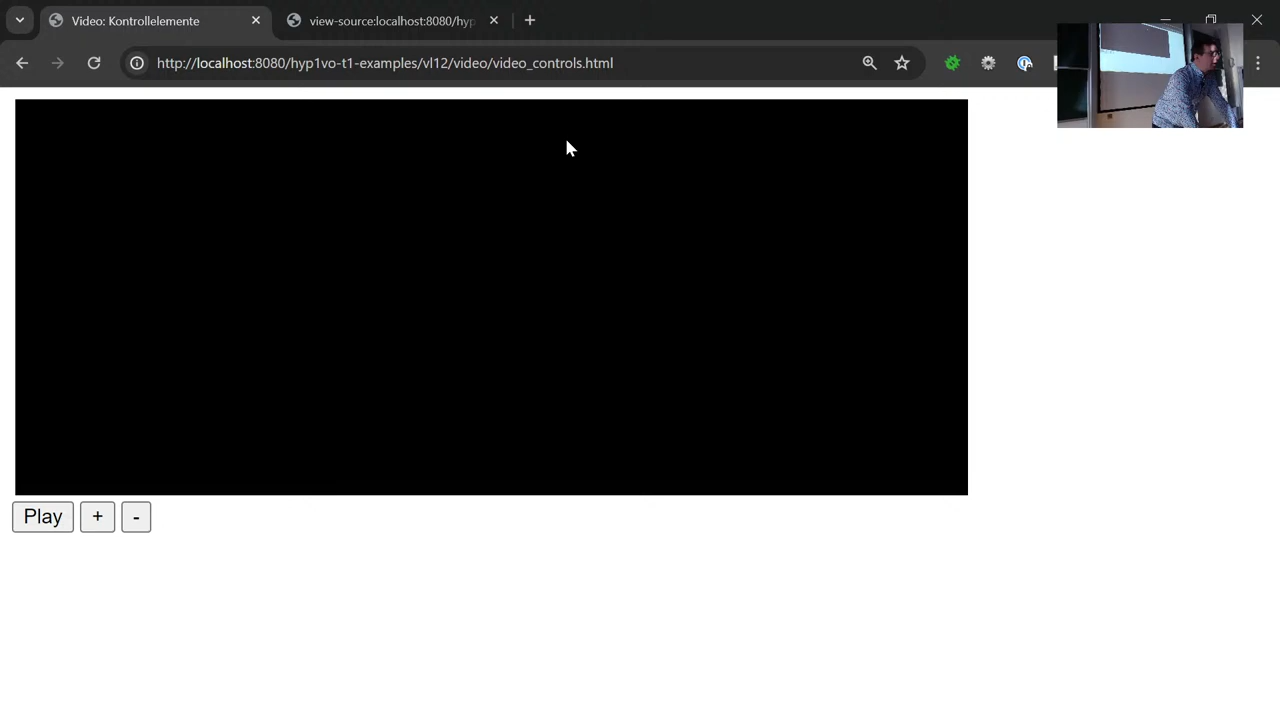 Video: Kontrollelemente
view-source:localhost:8080/hyp
http://localhost:8080/hyp1vo-t1-examples/vl12/video/video_controls.html
Play + -